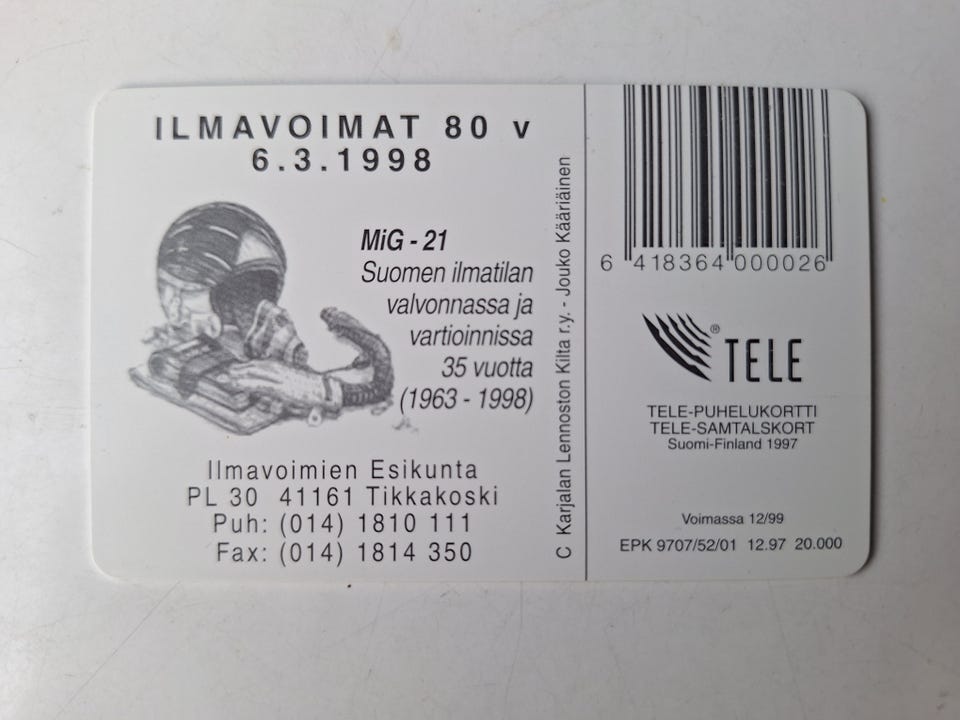 ILMAVOIMAT 80 v
6.3.1998
MiG - 21
Suomen ilmatilan
valvonnassa ja
vartioinnissa
35 vuotta
(1963 - 1998)
Ilmavoimien Esikunta
PL 30 41161 Tikkakoski
Puh: (014) 1810 111
Fax: (014) 1814 350
C Karjalan Lennoston Kilta r.y. - Jouko Kääriäinen
6 418364 000026
® TELE
TELE-PUHELUKORTTI
TELE-SAMTALSKORT
Suomi-Finland 1997
Voimassa 12/99
EPK 9707/52/01 12.97 20.000